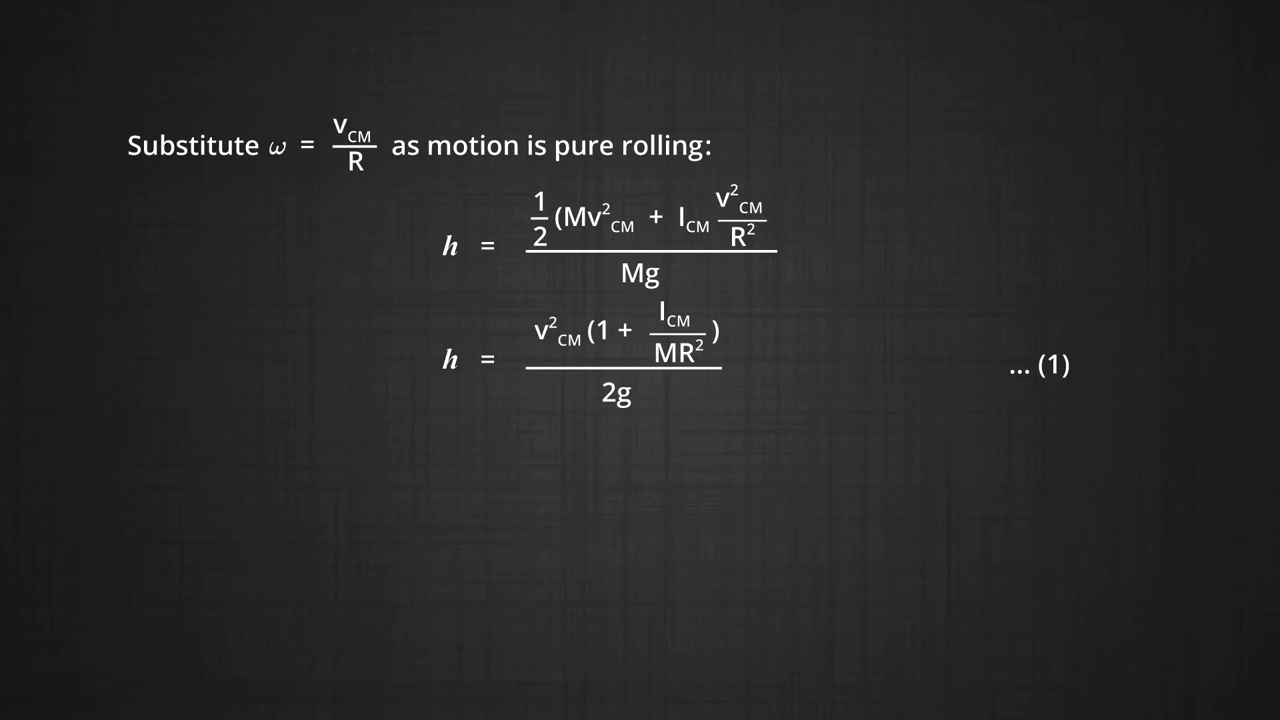 Substitute ω = v_CM / R as motion is pure rolling:
h = 1/2 (Mv²_CM + I_CM v²_CM / R² / Mg
h = v²_CM (1 + I_CM / MR² ) / 2g ... (1)